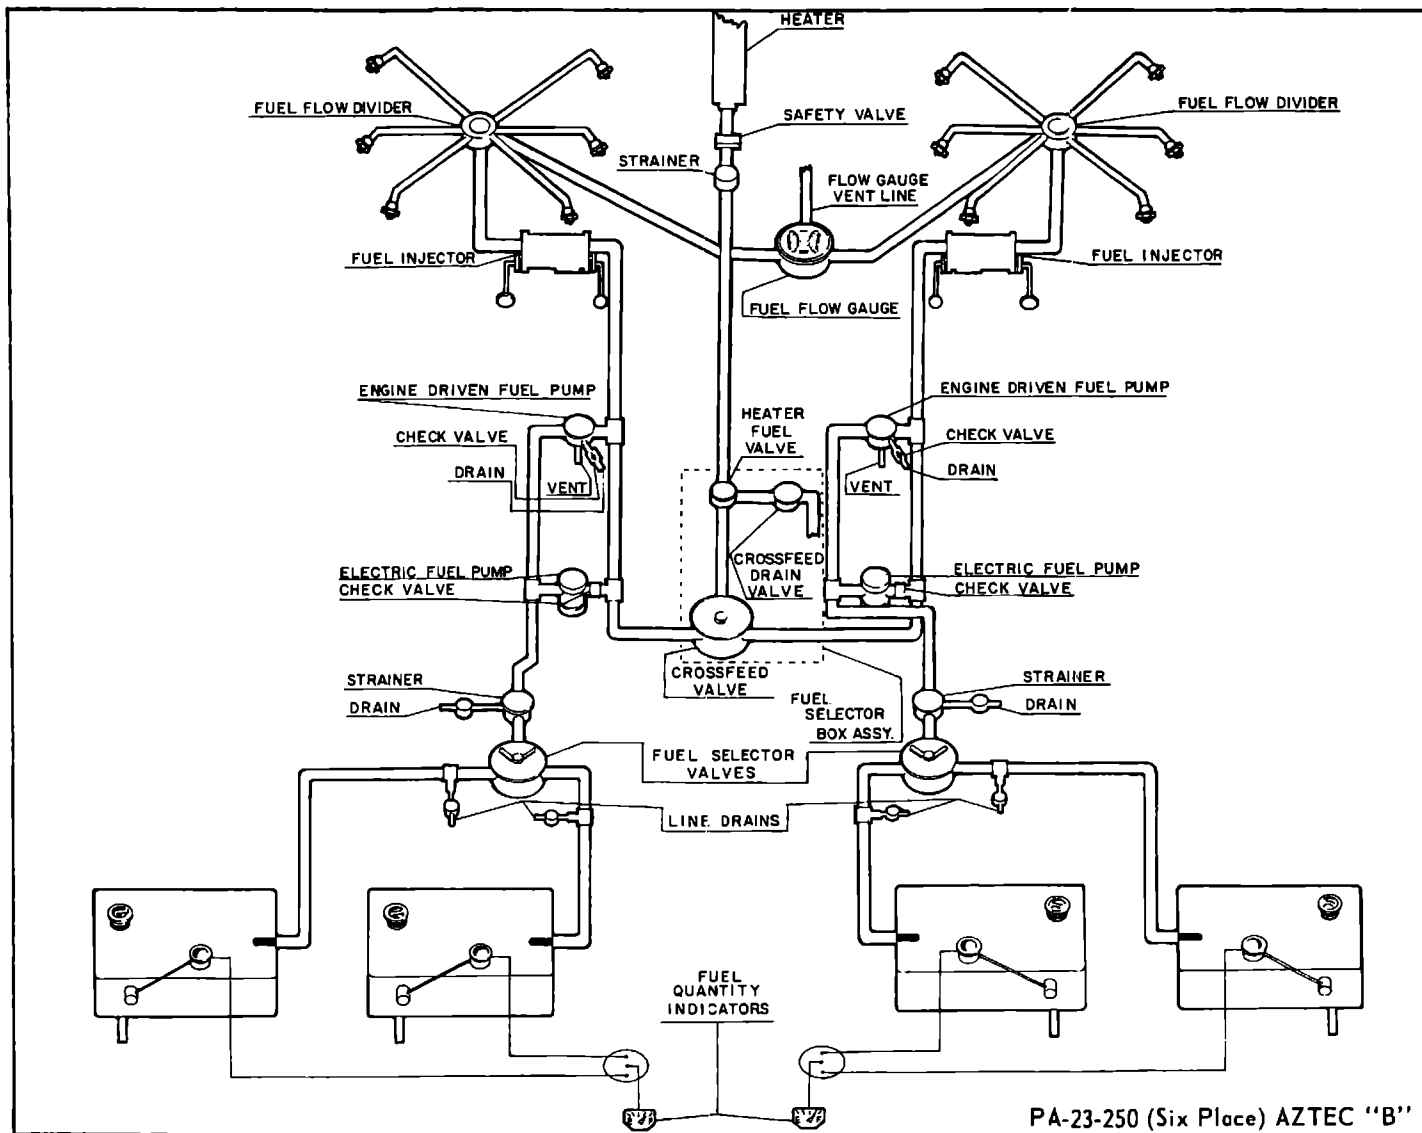 HEATER
FUEL FLOW DIVIDER
FUEL FLOW DIVIDER
SAFETY VALVE
STRAINER
FLOW GAUGE
VENT LINE
FUEL INJECTOR
FUEL INJECTOR
FUEL FLOW GAUGE
ENGINE DRIVEN FUEL PUMP
ENGINE DRIVEN FUEL PUMP
HEATER
FUEL
VALVE
CHECK VALVE
CHECK VALVE
DRAIN
DRAIN
VENT
VENT
CROSSFEED
DRAIN
VALVE
ELECTRIC FUEL PUMP
CHECK VALVE
ELECTRIC FUEL PUMP
CHECK VALVE
CROSSFEED
VALVE
STRAINER
DRAIN
STRAINER
DRAIN
FUEL
SELECTOR
BOX ASSY.
FUEL SELECTOR
VALVES
LINE DRAINS
FUEL
QUANTITY
INDICATORS
PA-23-250 (Six Place) AZTEC "B"